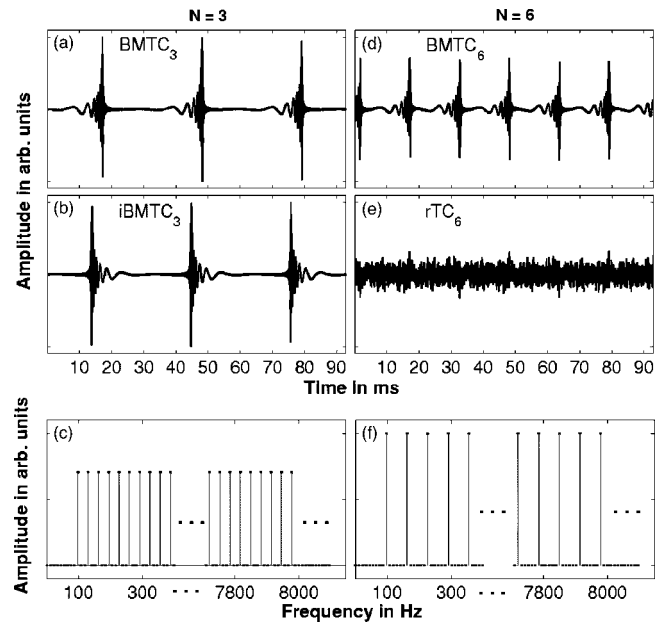 N = 3
N = 6
(a) BMTC3
(d) BMTC6
(b) iBMTC3
(e) rTC6
Amplitude in arb. units
10 20 30 40 50 60 70 80 90
10 20 30 40 50 60 70 80 90
Time in ms
(c)
(f)
Amplitude in arb. units
100 300 7800 8000
100 300 7800 8000
Frequency in Hz